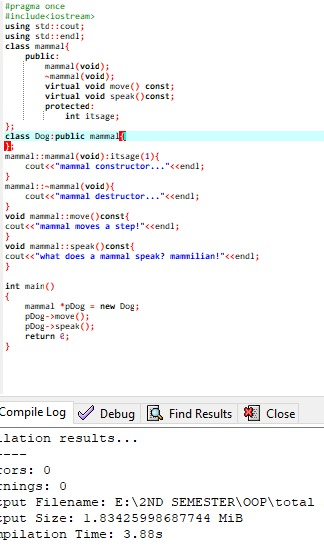 #pragma once
#include<iostream>
using std::cout;
using std::endl;
class mammal{
public:
mammal(void);
~mammal(void);
virtual void move() const;
virtual void speak()const;
protected:
int itsage;
};
class Dog:public mammal{
};
mammal::mammal(void):itsage(1){
cout<<"mammal constructor..."<<endl;
}
mammal::~mammal(void){
cout<<"mammal destructor..."<<endl;
}
void mammal::move()const{
cout<<"mammal moves a step!"<<endl;
}
void mammal::speak()const{
cout<<"what does a mammal speak? mammilian!"<<endl;
}
int main()
{
mammal *pDog = new Dog;
pDog->move();
pDog->speak();
return 0;
}
Compile Log Debug Find Results Close
ilation results...
----
rors: 0
rnings: 0
tput Filename: E:\2ND SEMESTER\OOP\total
tput Size: 1.83425998687744 MiB
mpilation Time: 3.88s